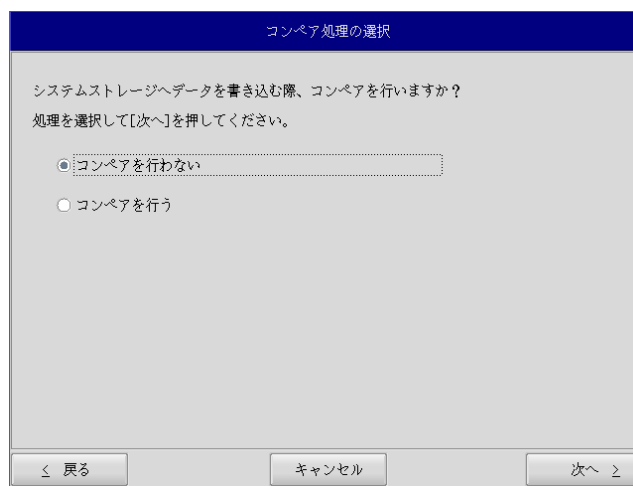 コンペア処理の選択
システムストレージへデータを書き込む際、コンペアを行いますか？
処理を選択して[次へ]を押してください。
コンペアを行わない
コンペアを行う
< 戻る
キャンセル
次へ >